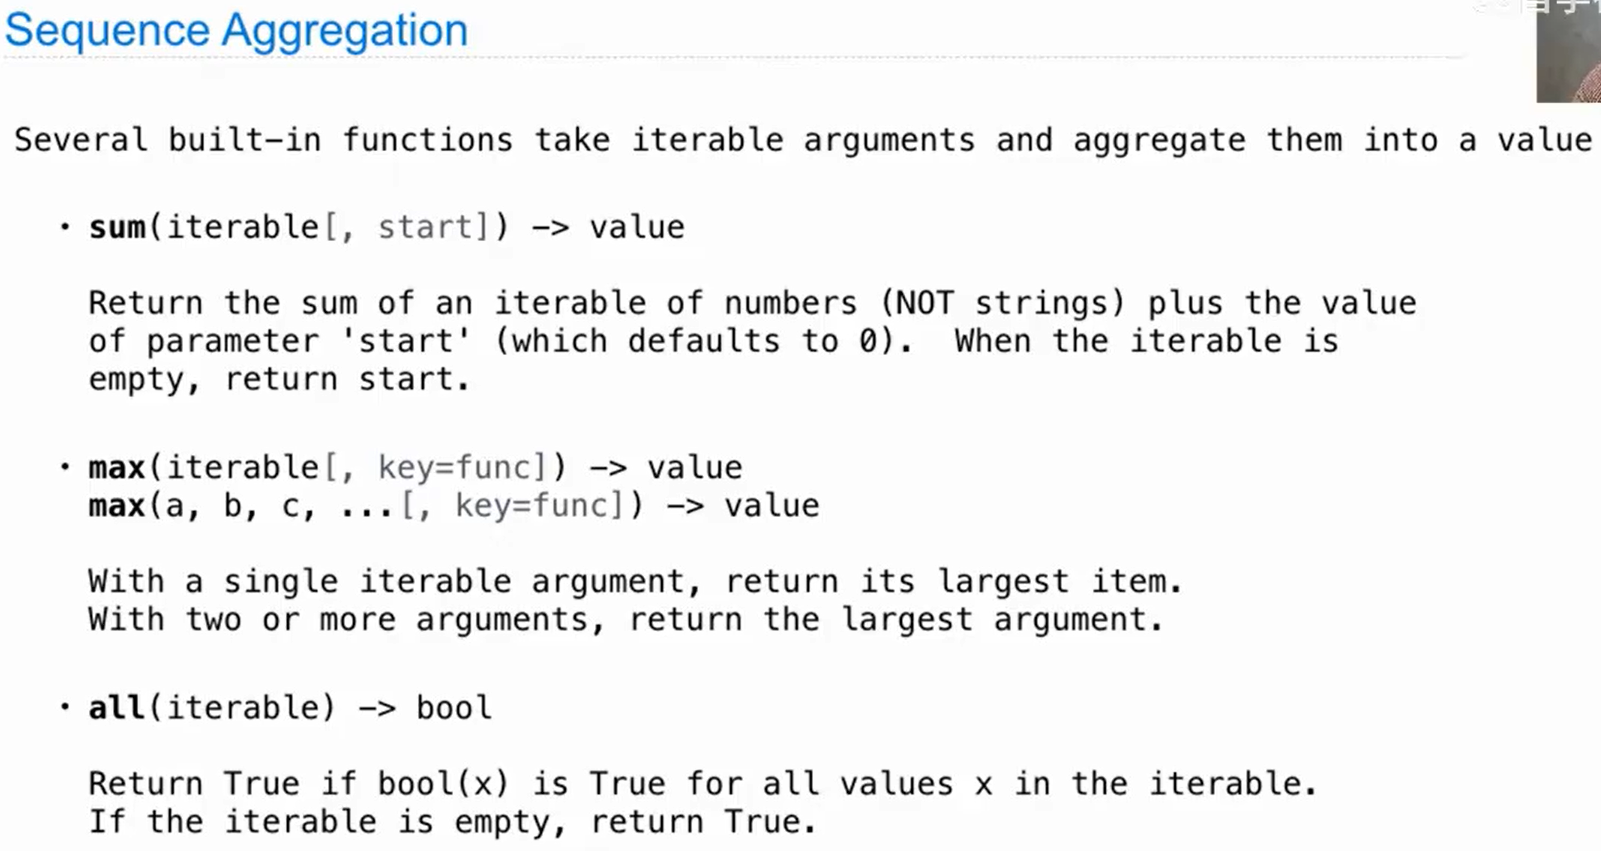 Sequence Aggregation
Several built-in functions take iterable arguments and aggregate them into a value
• sum(iterable[, start]) -> value
Return the sum of an iterable of numbers (NOT strings) plus the value
of parameter 'start' (which defaults to 0).  When the iterable is
empty, return start.
• max(iterable[, key=func]) -> value
max(a, b, c, ...[, key=func]) -> value
With a single iterable argument, return its largest item.
With two or more arguments, return the largest argument.
• all(iterable) -> bool
Return True if bool(x) is True for all values x in the iterable.
If the iterable is empty, return True.